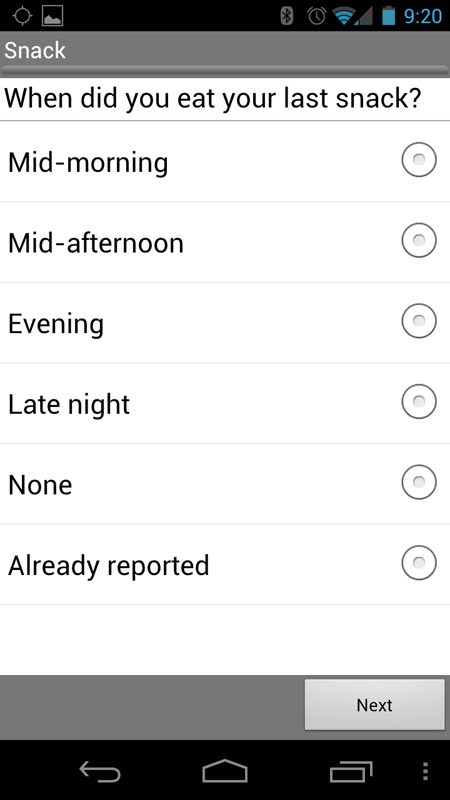 9:20
Snack
When did you eat your last snack?
Mid-morning
Mid-afternoon
Evening
Late night
None
Already reported
Next